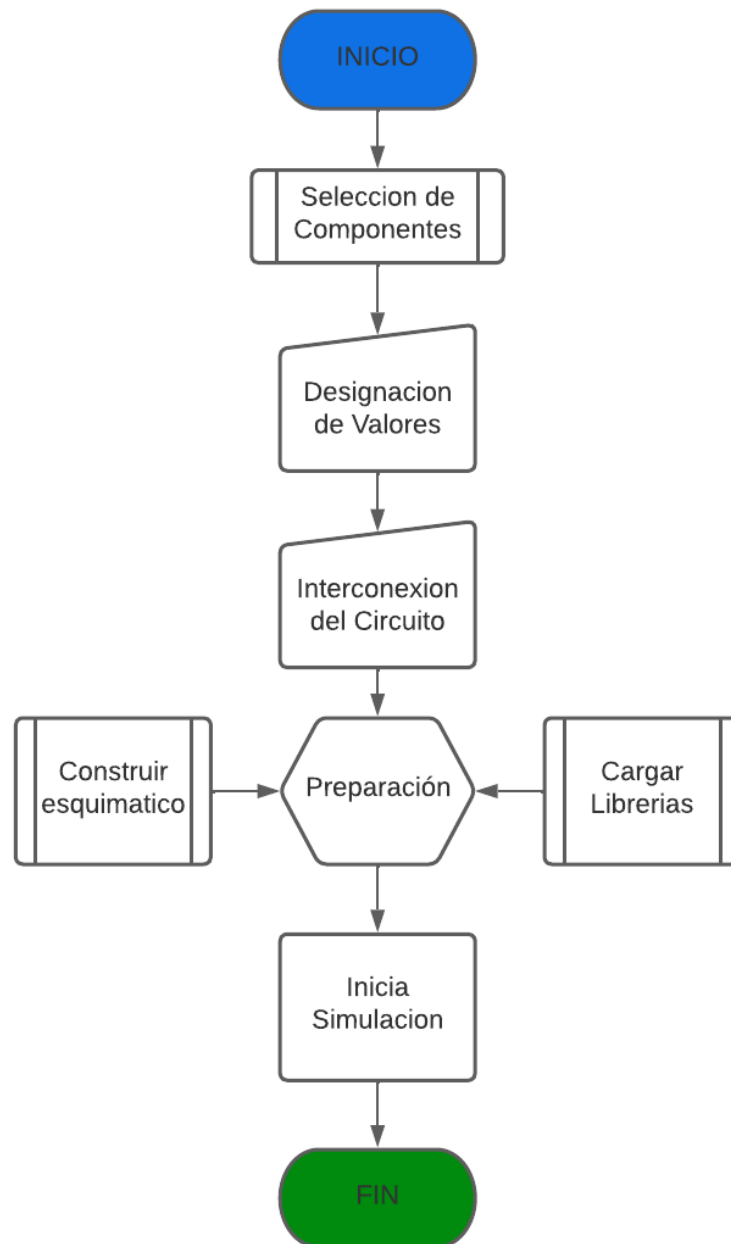 INICIO
Seleccion de
Componentes
Designacion
de Valores
Interconexion
del Circuito
Construir
esquimatico
Preparación
Cargar
Librerias
Inicia
Simulacion
FIN